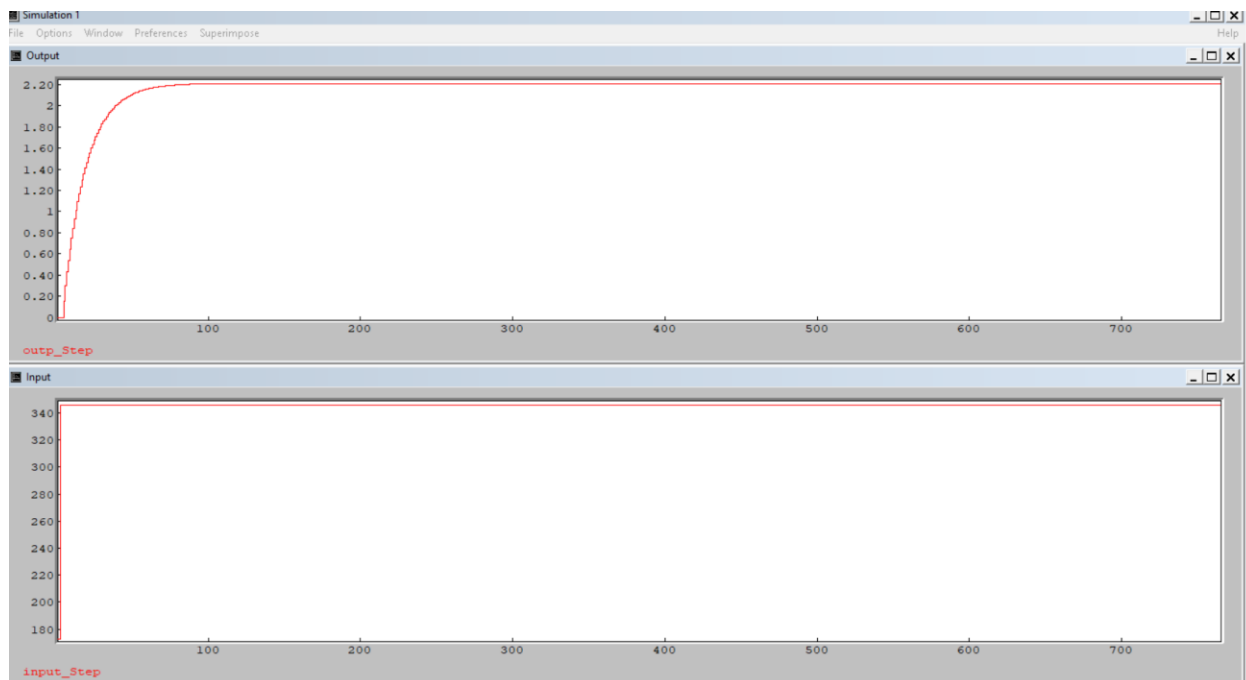 Simulation 1
File Options Window Preferences Superimpose Help
Output
2.20
2
1.80
1.60
1.40
1.20
1
0.80
0.60
0.40
0.20
0
100 200 300 400 500 600 700
outp_Step
Input
340
320
300
280
260
240
220
200
180
100 200 300 400 500 600 700
input_Step